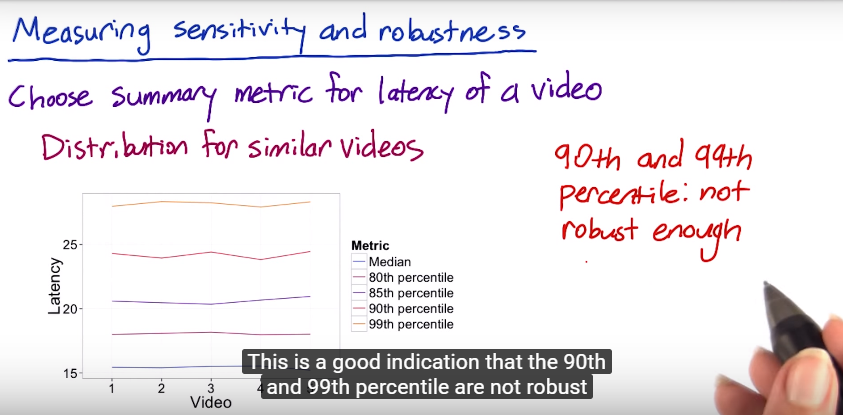 Measuring sensitivity and robustness
Choose summary metric for latency of a video
Distribution for similar videos
90th and 99th
percentile: not
robust enough
Latency
25
20
15
1 2 3 4
Video
Metric
Median
80th percentile
85th percentile
90th percentile
99th percentile
This is a good indication that the 90th
and 99th percentile are not robust